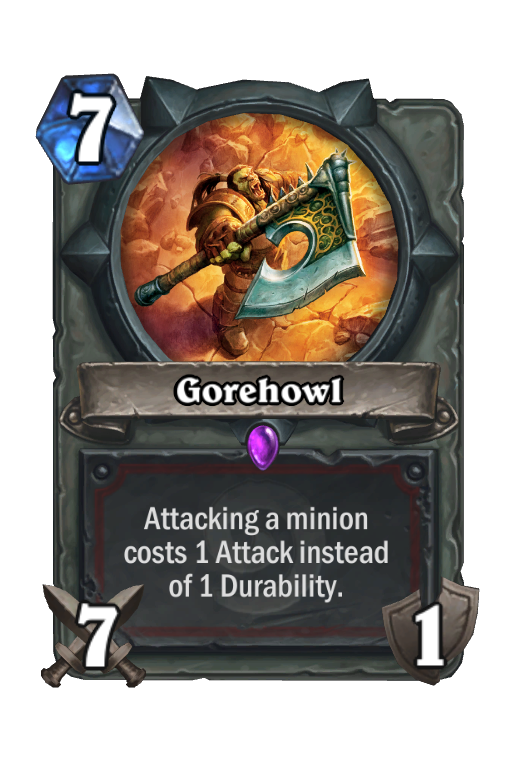 7
Gorehowl
Attacking a minion
costs 1 Attack instead
of 1 Durability.
7
1